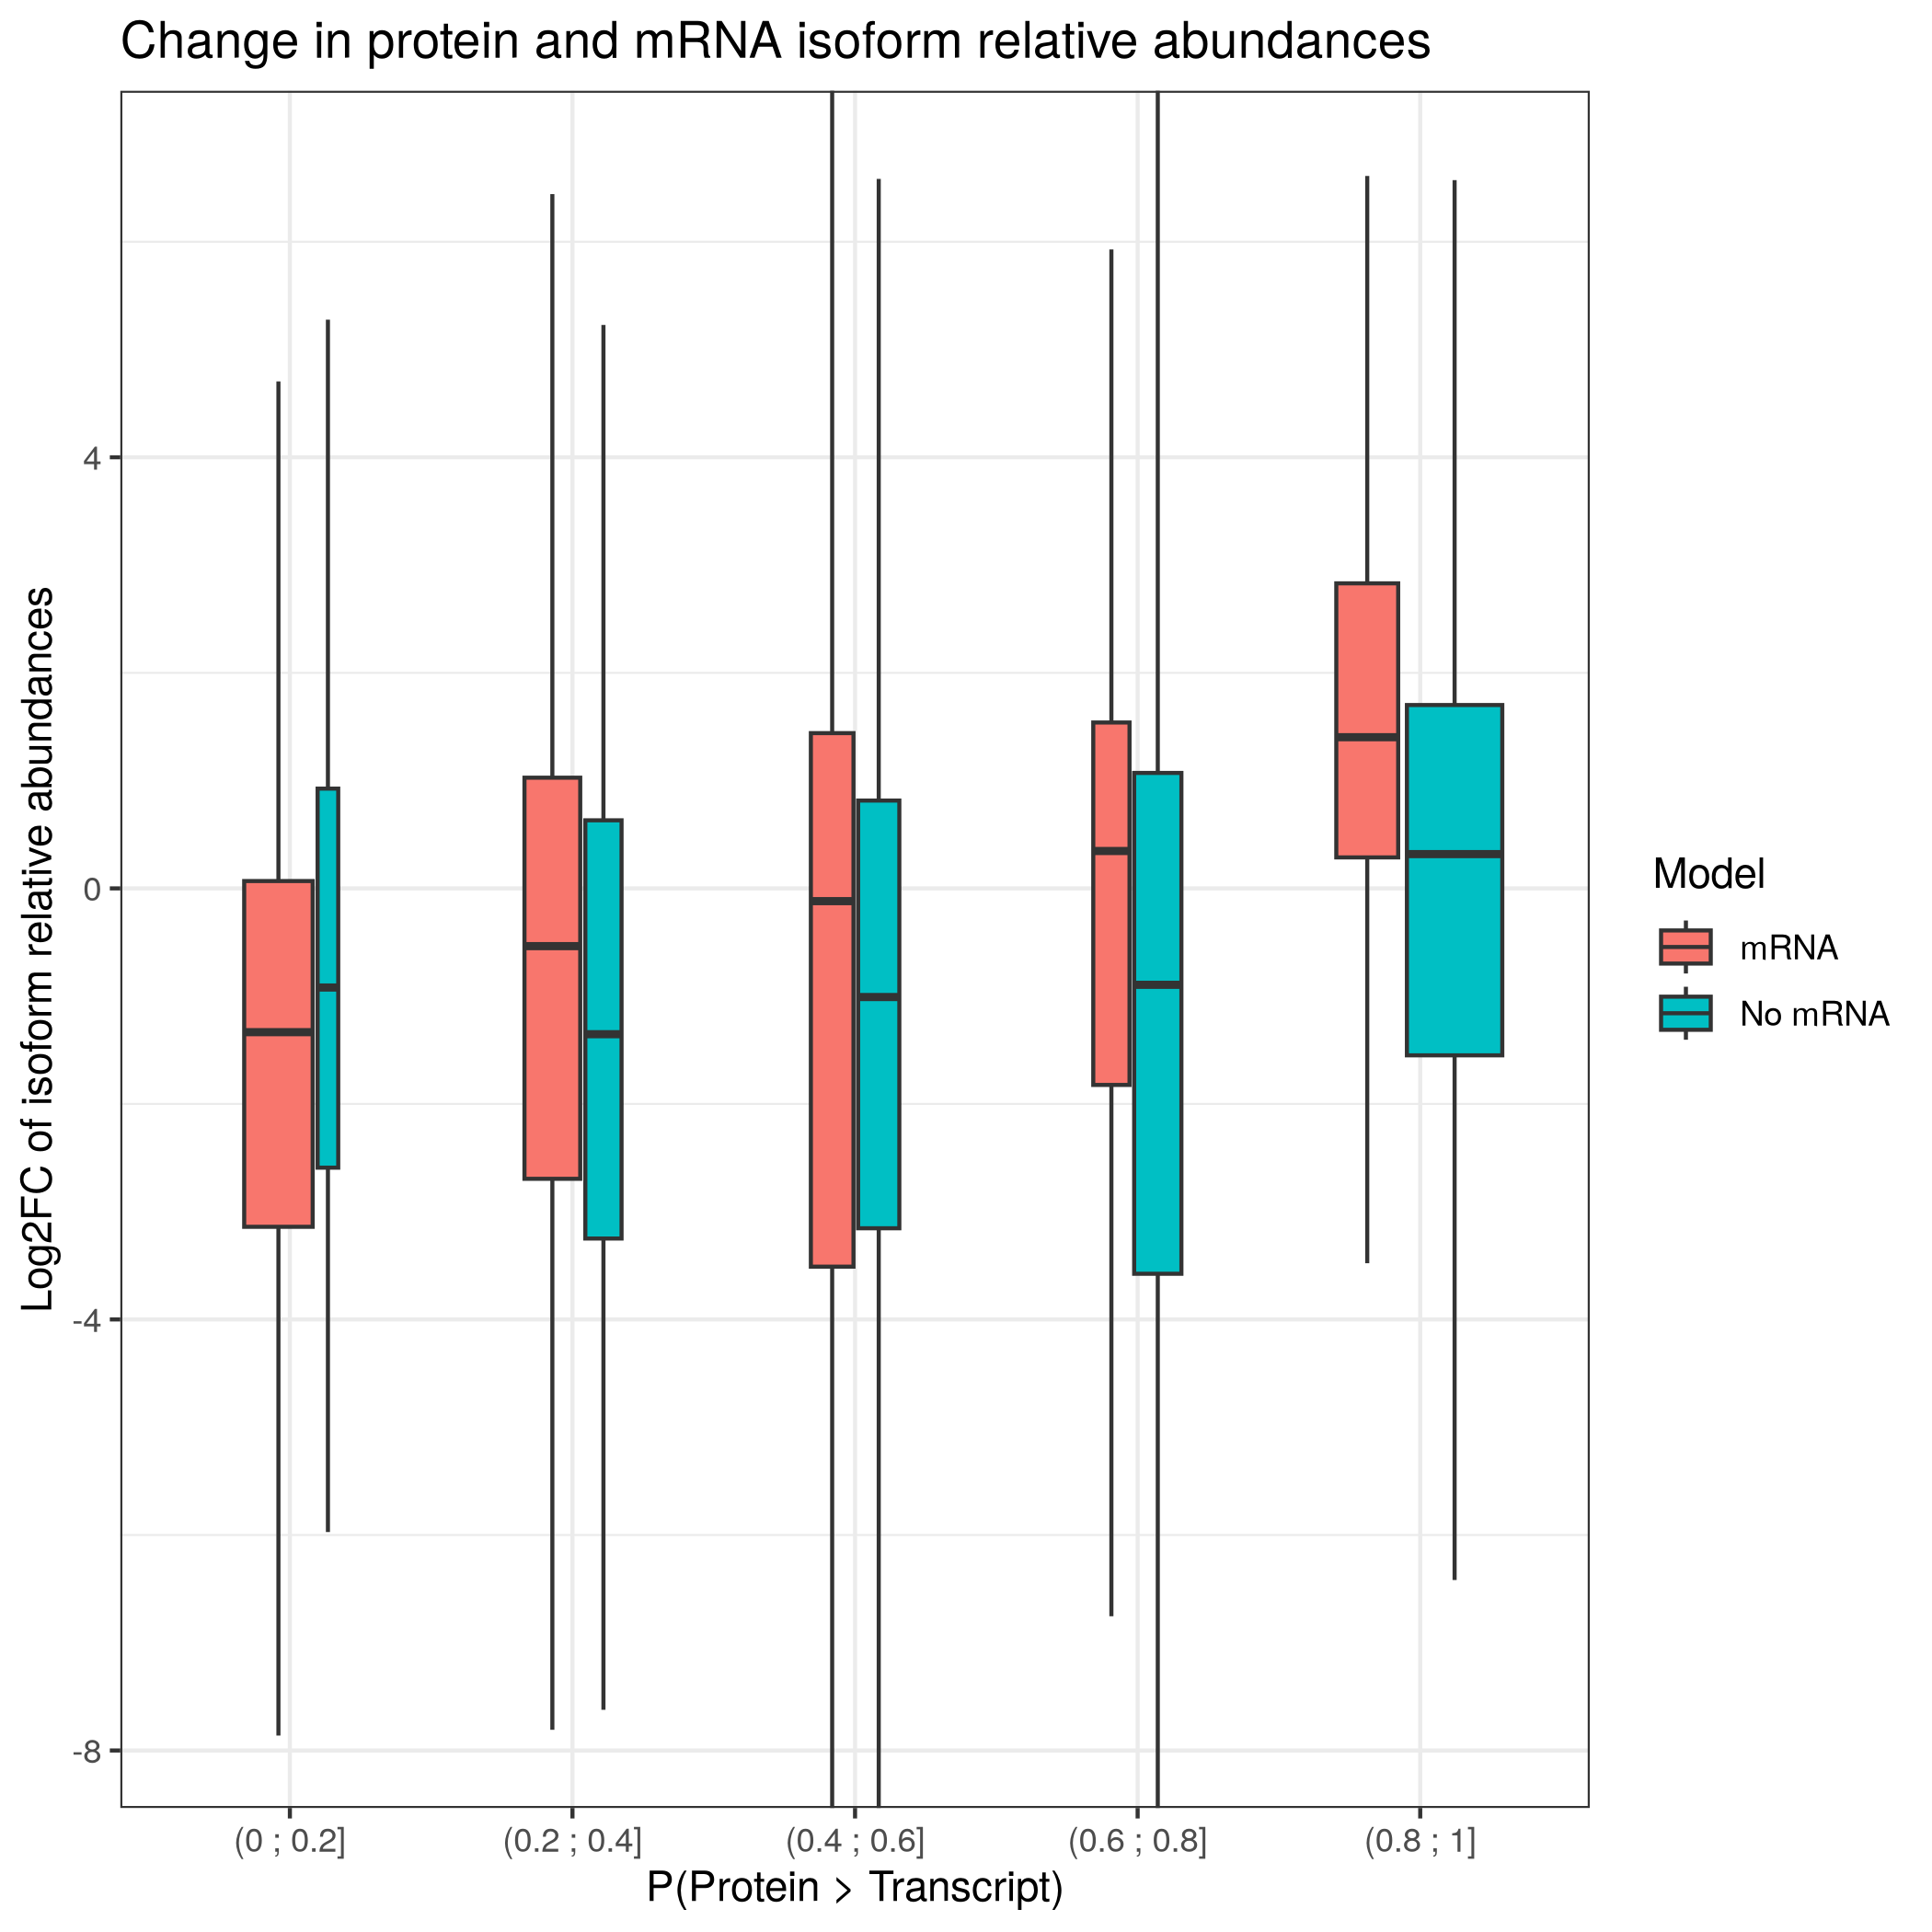 Change in protein and mRNA isoform relative abundances
Log2FC of isoform relative abundances
4
0
-4
-8
(0 ; 0.2]
(0.2 ; 0.4]
(0.4 ; 0.6]
(0.6 ; 0.8]
(0.8 ; 1]
P(Protein > Transcript)
Model
mRNA
No mRNA